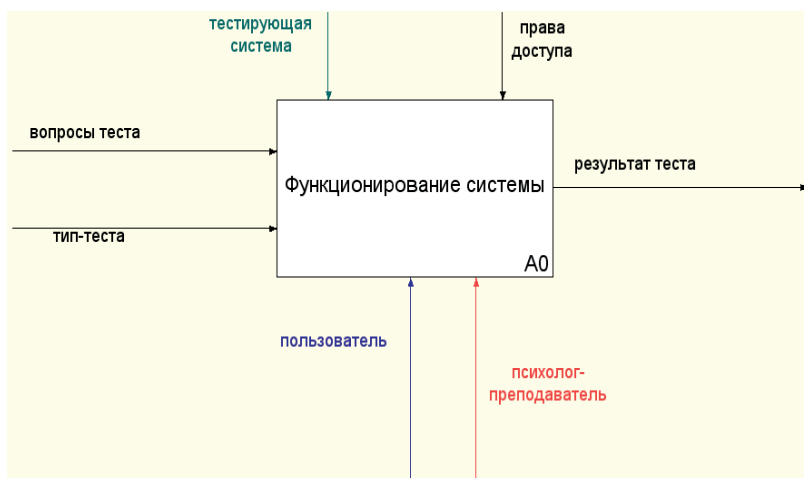 тестирующая
система
права
доступа
вопросы теста
результат теста
Функционирование системы
тип-теста
A0
пользователь
психолог-
преподаватель